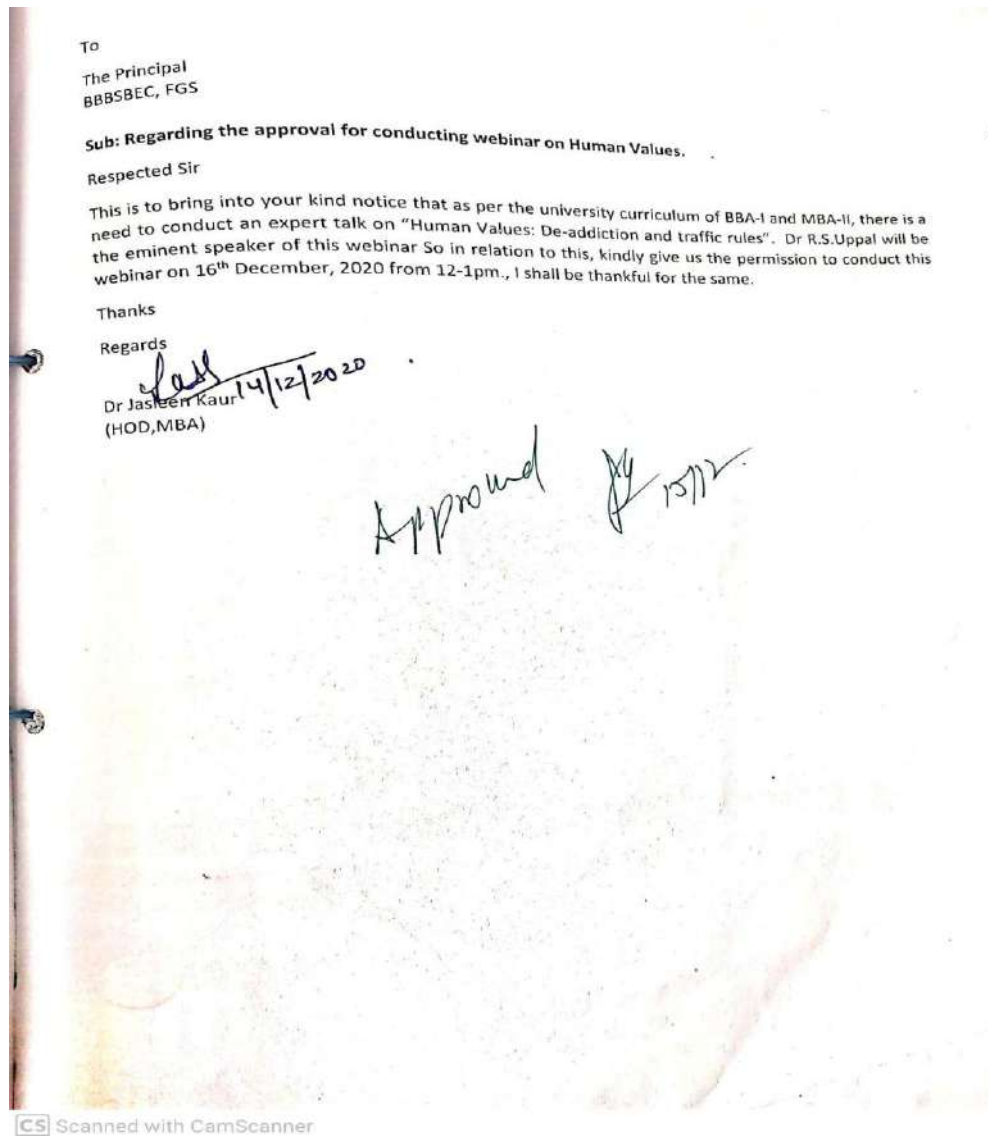 To
The Principal
BBBSBEC, FGS
Sub: Regarding the approval for conducting webinar on Human Values.
Respected Sir
This is to bring into your kind notice that as per the university curriculum of BBA-I and MBA-II, there is a
need to conduct an expert talk on “Human Values: De-addiction and traffic rules”. Dr R.S.Uppal will be
the eminent speaker of this webinar So in relation to this, kindly give us the permission to conduct this
webinar on 16th December, 2020 from 12-1pm., I shall be thankful for the same.
Thanks
Regards
14/12/2020
Dr Jasleen Kaur
(HOD,MBA)
Approved 15/12
CS Scanned with CamScanner